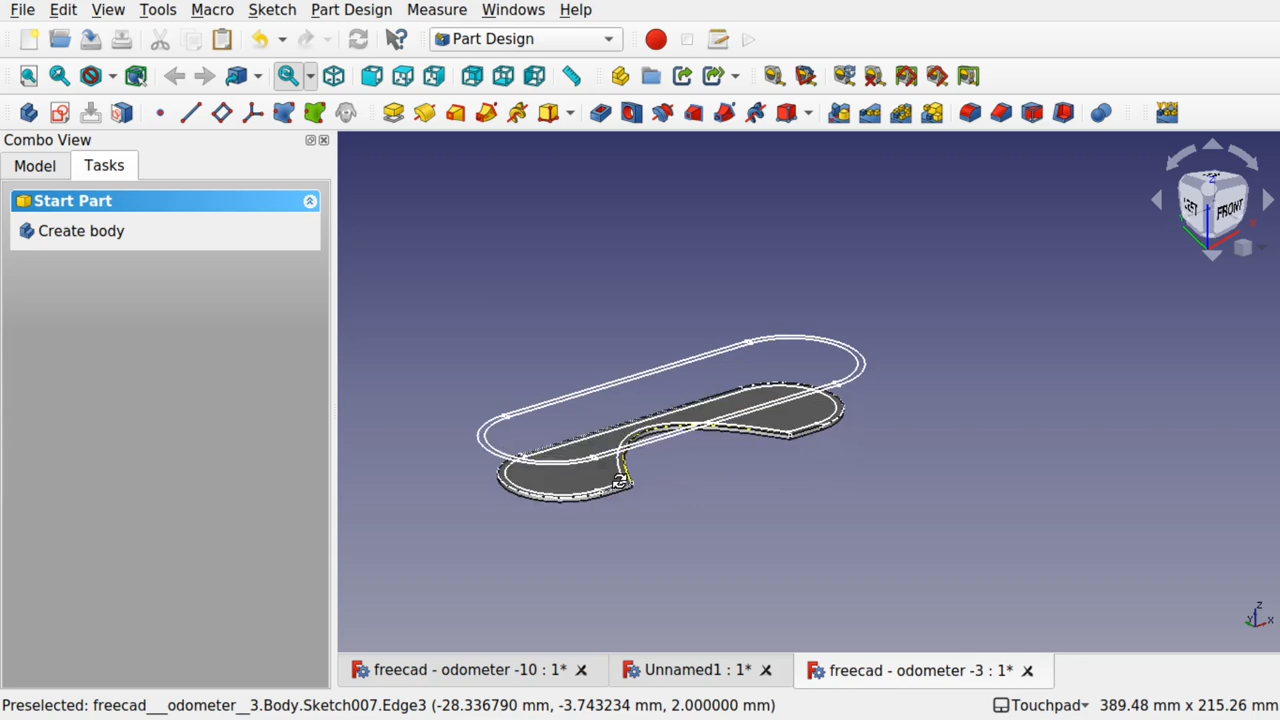 File Edit View Tools Macro Sketch Part Design Measure Windows Help
Part Design
Combo View
Model Tasks
Start Part
Create body
FRONT
Z
X
Z
Y X
freecad - odometer -10 : 1* Unnamed1 : 1* freecad - odometer -3 : 1*
Preselected: freecad___odometer__3.Body.Sketch007.Edge3 (-28.336790 mm, -3.743234 mm, 2.000000 mm) Touchpad 389.48 mm x 215.26 mm